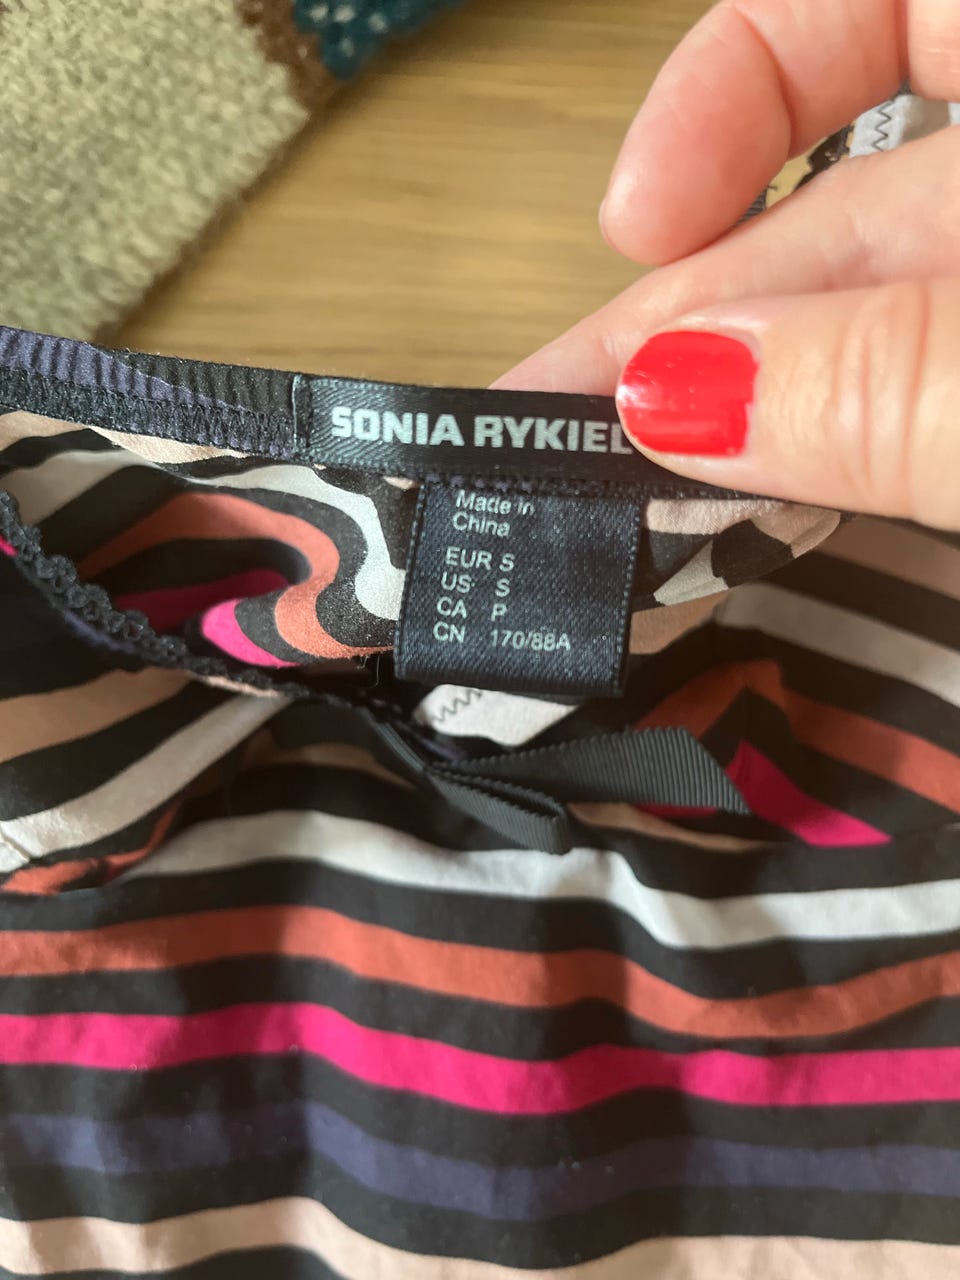 SONIA RYKIEL
Made in
China
EUR S
US S
CA P
CN 170/88A